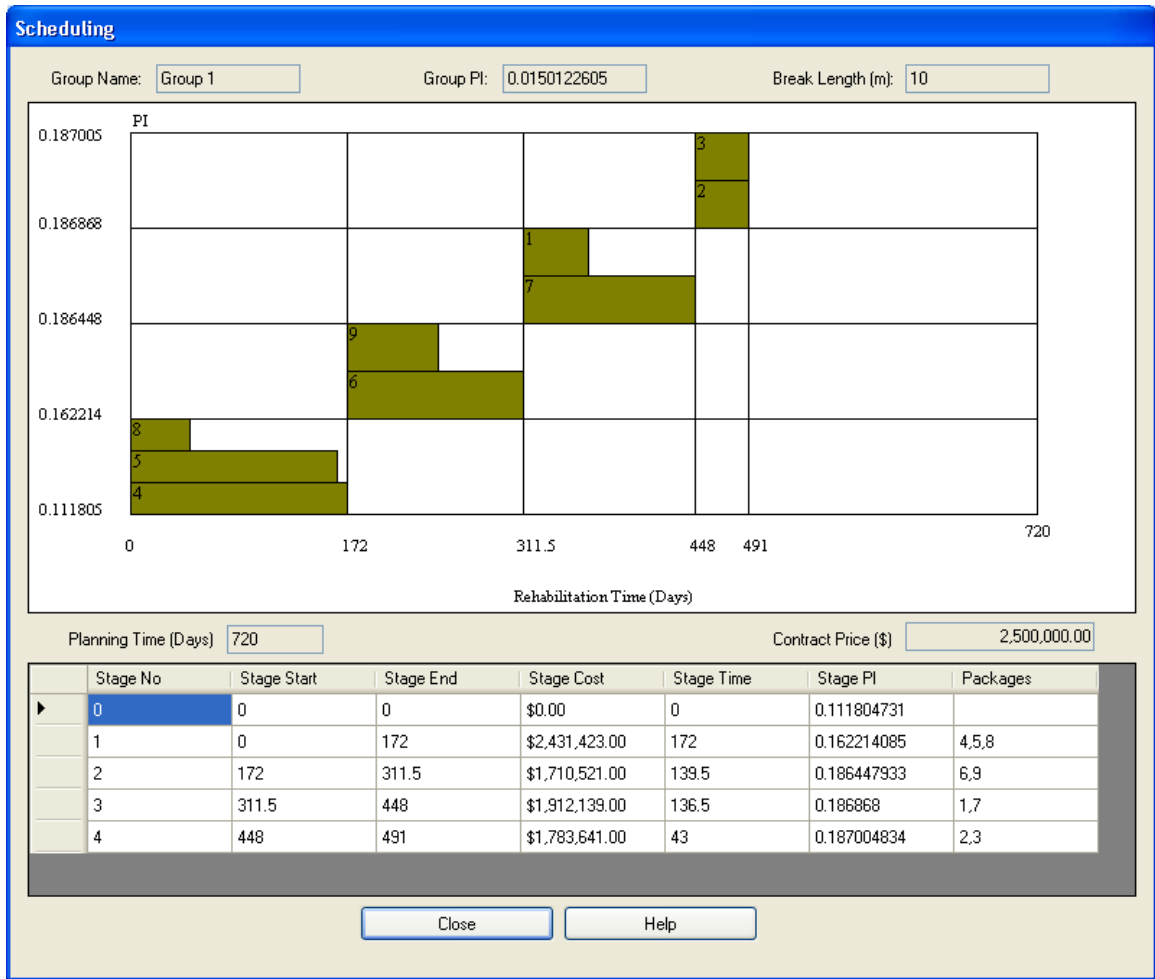 Scheduling
Group Name: Group 1 Group PI: 0.0150122605 Break Length (m): 10
PI
0.187005
3
2
0.186868
1
7
0.186448
9
6
0.162214
8
5
4
0.111805
720
0 172 311.5 448 491
Rehabilitation Time (Days)
Planning Time (Days) 720 Contract Price ($) 2,500,000.00
Stage No Stage Start Stage End Stage Cost Stage Time Stage PI Packages
0 0 0 $0.00 0 0.111804731
1 0 172 $2,431,423.00 172 0.162214085 4,5,8
2 172 311.5 $1,710,521.00 139.5 0.186447933 6,9
3 311.5 448 $1,912,139.00 136.5 0.186868 1,7
4 448 491 $1,783,641.00 43 0.187004834 2,3
Close Help